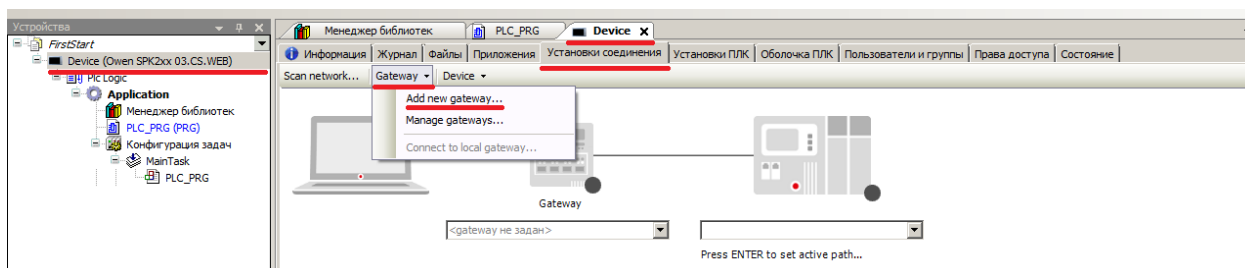 Устройства
FirstStart
Device (Owen SPK2xx 03.CS.WEB)
Plc Logic
Application
Менеджер библиотек
PLC_PRG (PRG)
Конфигурация задач
MainTask
PLC_PRG
Менеджер библиотек PLC_PRG Device
Информация Журнал Файлы Приложения Установки соединения Установки ПЛК Оболочка ПЛК Пользователи и группы Права доступа Состояние
Scan network... Gateway Device
Add new gateway...
Manage gateways...
Connect to local gateway...
Gateway
<gateway не задан>
Press ENTER to set active path...